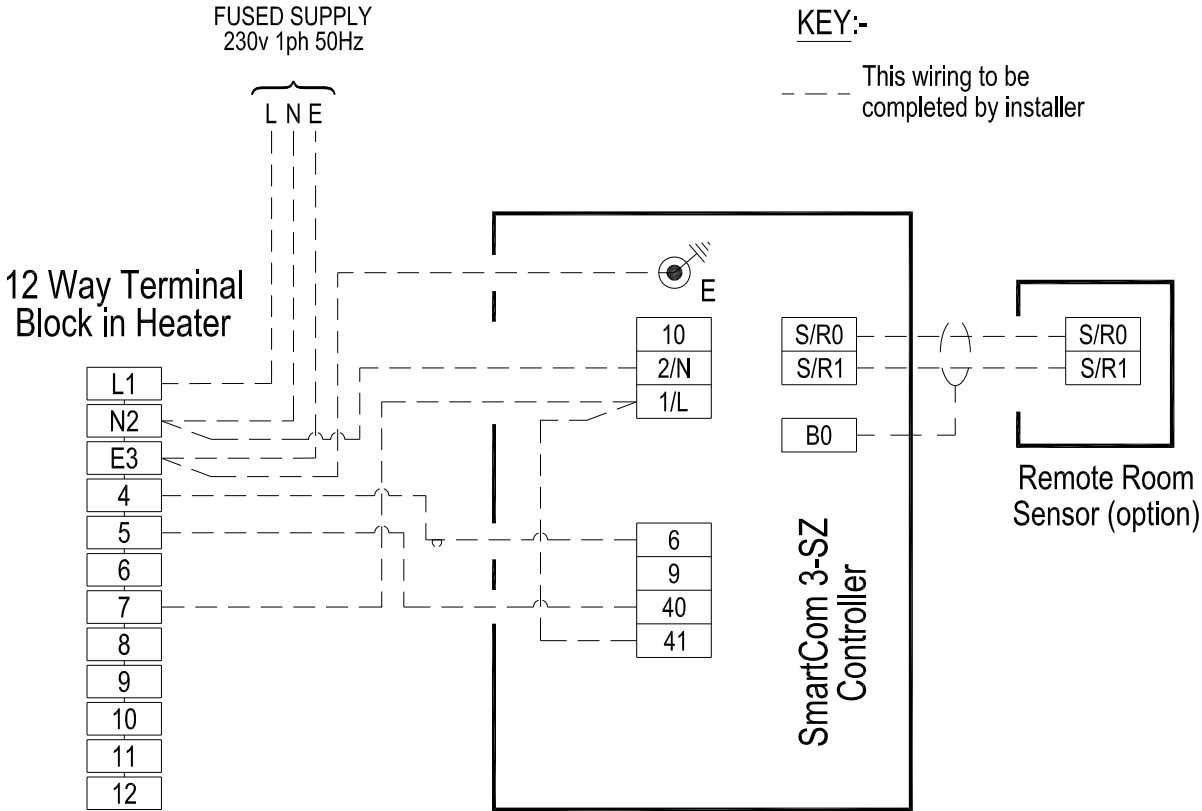 FUSED SUPPLY
230v 1ph 50Hz
L N E
KEY:-
This wiring to be
completed by installer
12 Way Terminal
Block in Heater
L1
N2
E3
4
5
6
7
8
9
10
11
12
E
10
2/N
1/L
6
9
40
41
S/R0
S/R1
B0
SmartCom 3-SZ
Controller
S/R0
S/R1
Remote Room
Sensor (option)